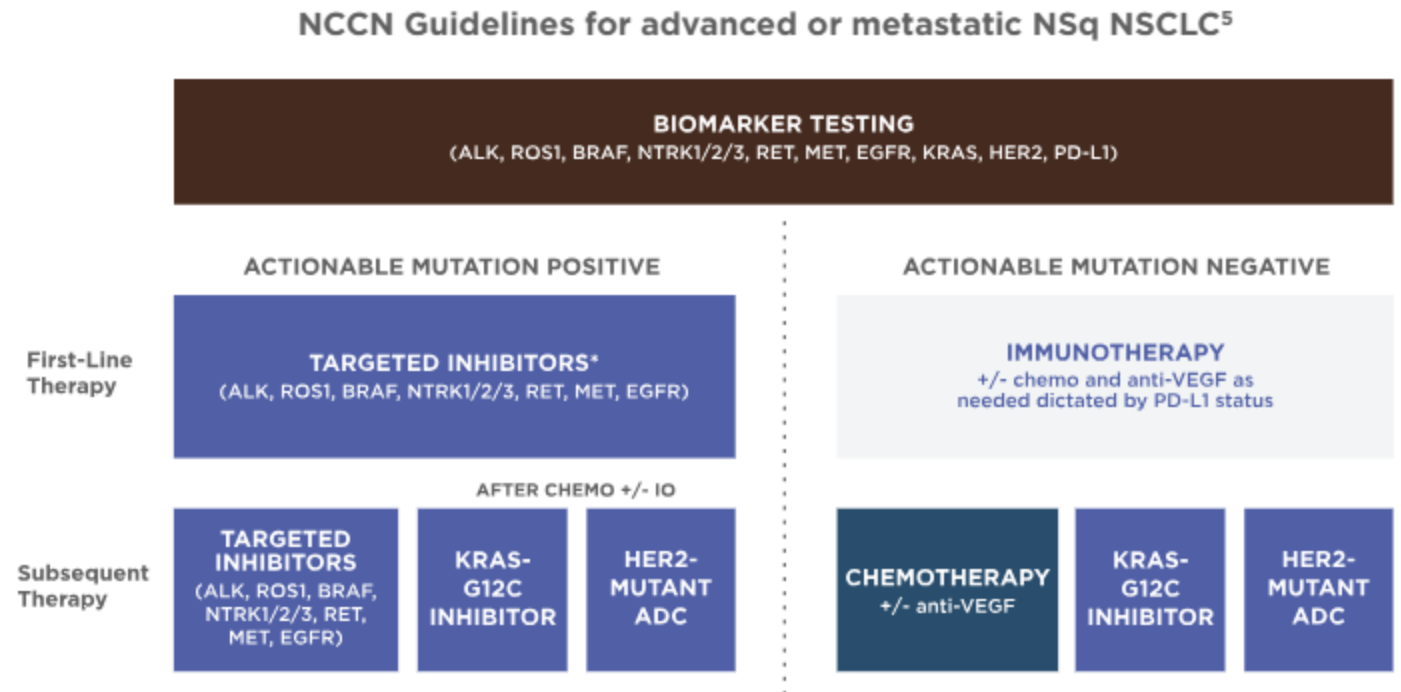 NCCN Guidelines for advanced or metastatic NSq NSCLC⁵
BIOMARKER TESTING
(ALK, ROS1, BRAF, NTRK1/2/3, RET, MET, EGFR, KRAS, HER2, PD-L1)
ACTIONABLE MUTATION POSITIVE
ACTIONABLE MUTATION NEGATIVE
First-Line
Therapy
TARGETED INHIBITORS*
(ALK, ROS1, BRAF, NTRK1/2/3, RET, MET, EGFR)
IMMUNOTHERAPY
+/- chemo and anti-VEGF as
needed dictated by PD-L1 status
AFTER CHEMO +/- IO
Subsequent
Therapy
TARGETED
INHIBITORS
(ALK, ROS1, BRAF,
NTRK1/2/3, RET,
MET, EGFR)
KRAS-
G12C
INHIBITOR
HER2-
MUTANT
ADC
CHEMOTHERAPY
+/- anti-VEGF
KRAS-
G12C
INHIBITOR
HER2-
MUTANT
ADC